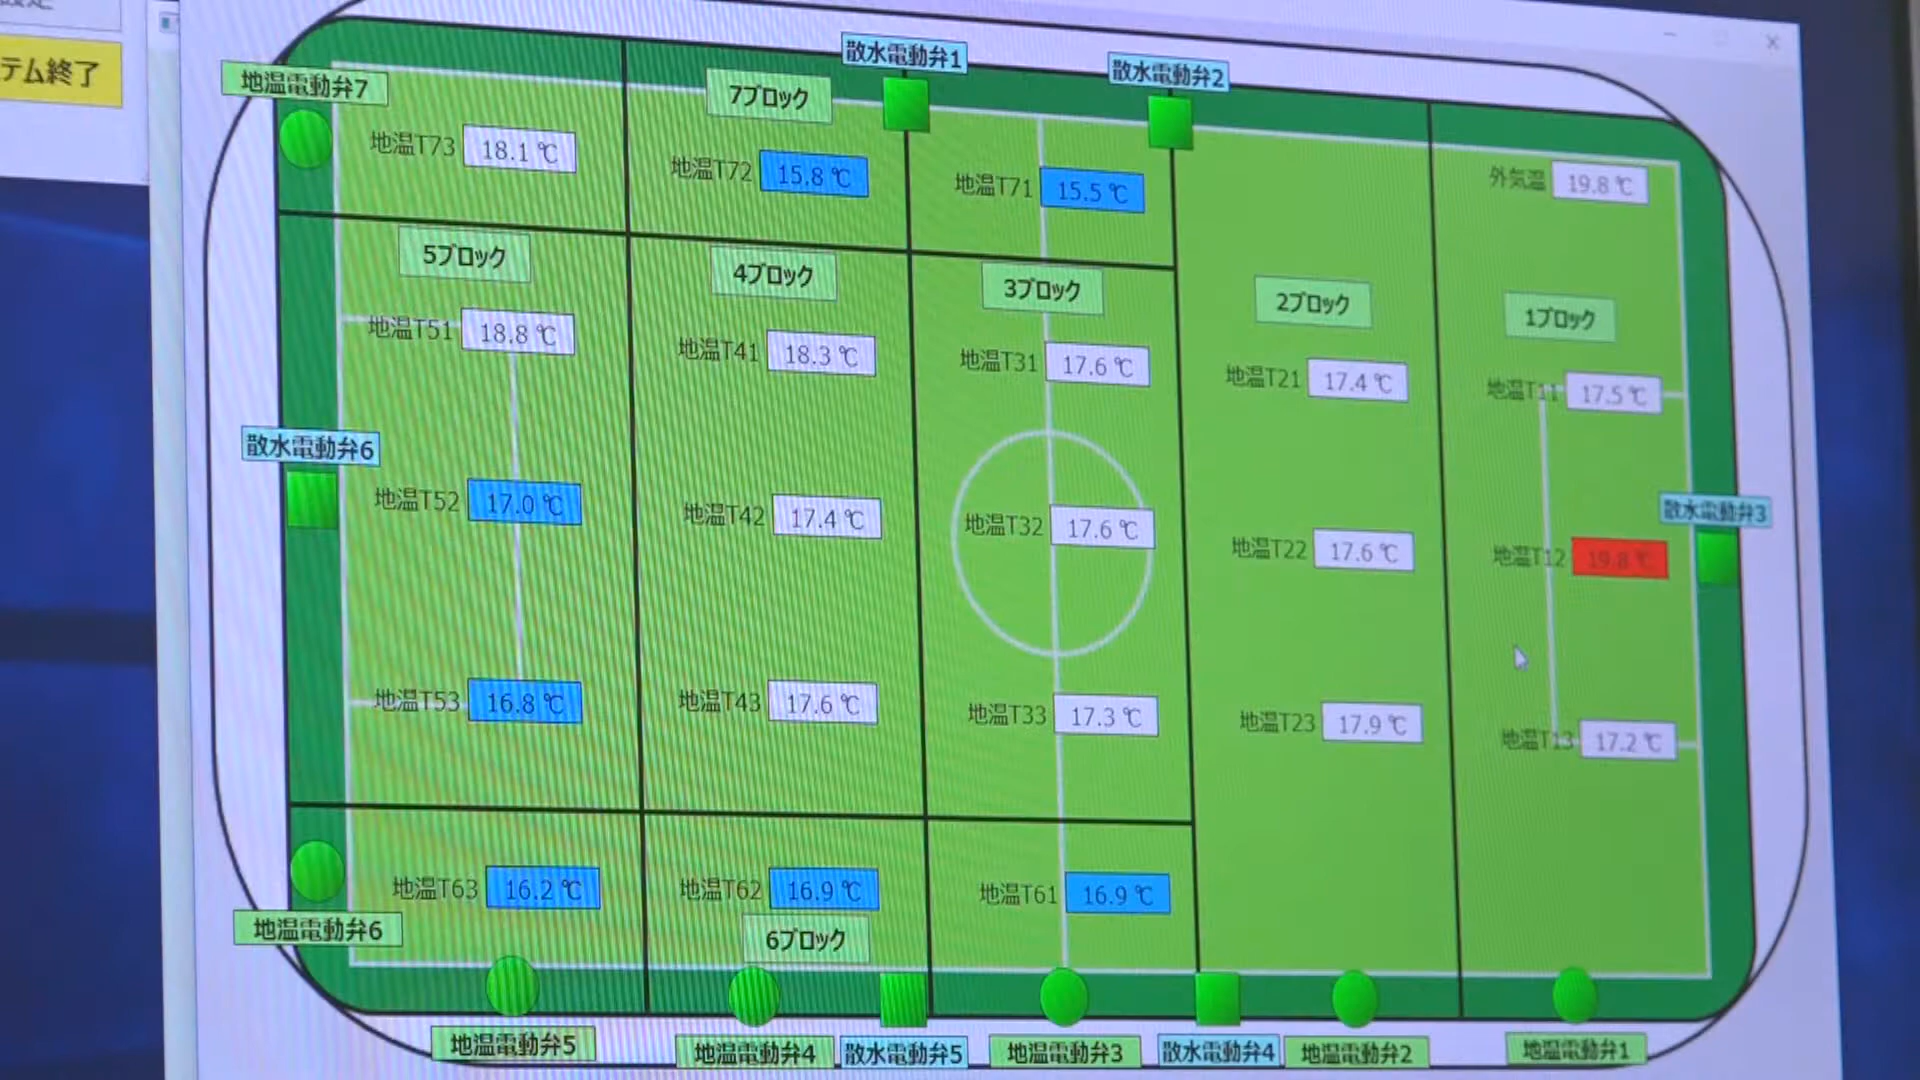 テム終了
散水電動弁1
散水電動弁2
地温電動弁7
7ブロック
地温T73 18.1 ℃
地温T72 15.8 ℃
地温T71 15.5 ℃
外気温 19.8 ℃
5ブロック
4ブロック
3ブロック
2ブロック
1ブロック
地温T51 18.8 ℃
地温T41 18.3 ℃
地温T31 17.6 ℃
地温T21 17.4 ℃
地温T11 17.5 ℃
散水電動弁6
散水電動弁3
地温T52 17.0 ℃
地温T42 17.4 ℃
地温T32 17.6 ℃
地温T22 17.6 ℃
地温T12 19.8 ℃
地温T53 16.8 ℃
地温T43 17.6 ℃
地温T33 17.3 ℃
地温T23 17.9 ℃
地温T13 17.2 ℃
地温T63 16.2 ℃
地温T62 16.9 ℃
地温T61 16.9 ℃
地温電動弁6
6ブロック
地温電動弁5
地温電動弁4
散水電動弁5
地温電動弁3
散水電動弁4
地温電動弁2
地温電動弁1